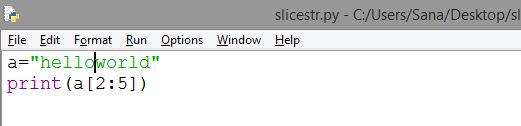 slicestr.py - C:/Users/Sana/Desktop/sl
File Edit Format Run Options Window Help
a="helloworld"
print(a[2:5])